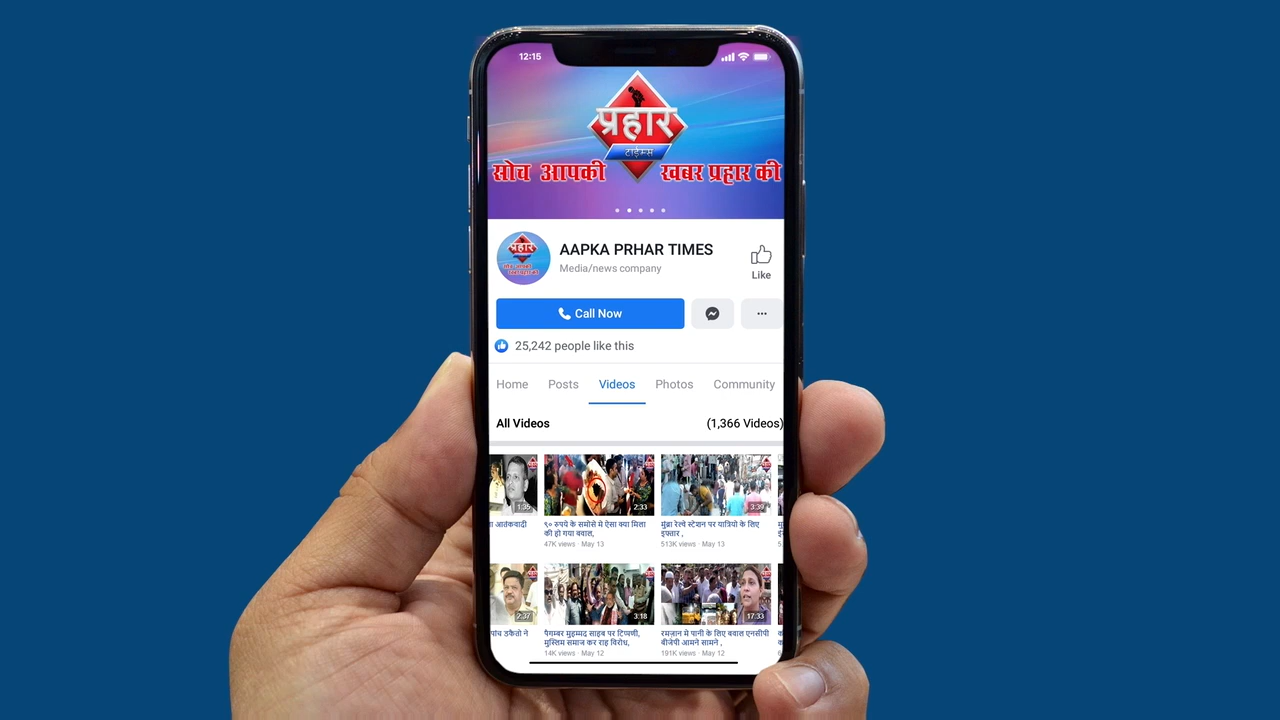 12:15
प्रहार
टाईम्स
सोच आपकी खबर प्रहार की
प्रहार
AAPKA PRHAR TIMES
Media/news company
Like
Call Now
25,242 people like this
Home Posts Videos Photos Community
All Videos (1,366 Videos)
1:35
2:33
3:39
आतंकवादी
९० रुपये के समोसे मे ऐसा क्या मिला
की हो गया बवाल,
47K views · May 13
मुंब्रा रेल्वे स्टेशन पर यात्रियो के लिए
इफ्तार ,
513K views · May 13
2:37
3:18
17:33
पांच डकैतो ने
पैगम्बर मुहम्मद साहब पर टिप्पणी,
मुस्लिम समाज कर राह विरोध,
14K views · May 12
रमज़ान मे पानी के लिए बवाल एनसीपी
बीजेपी आमने सामने ,
191K views · May 12